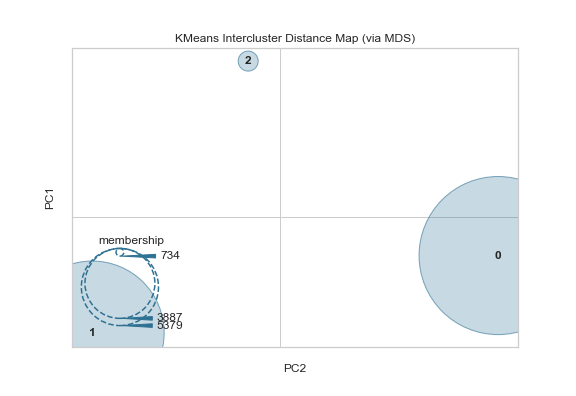 KMeans Intercluster Distance Map (via MDS)
2
PC1
membership
734
0
3887
5379
1
PC2